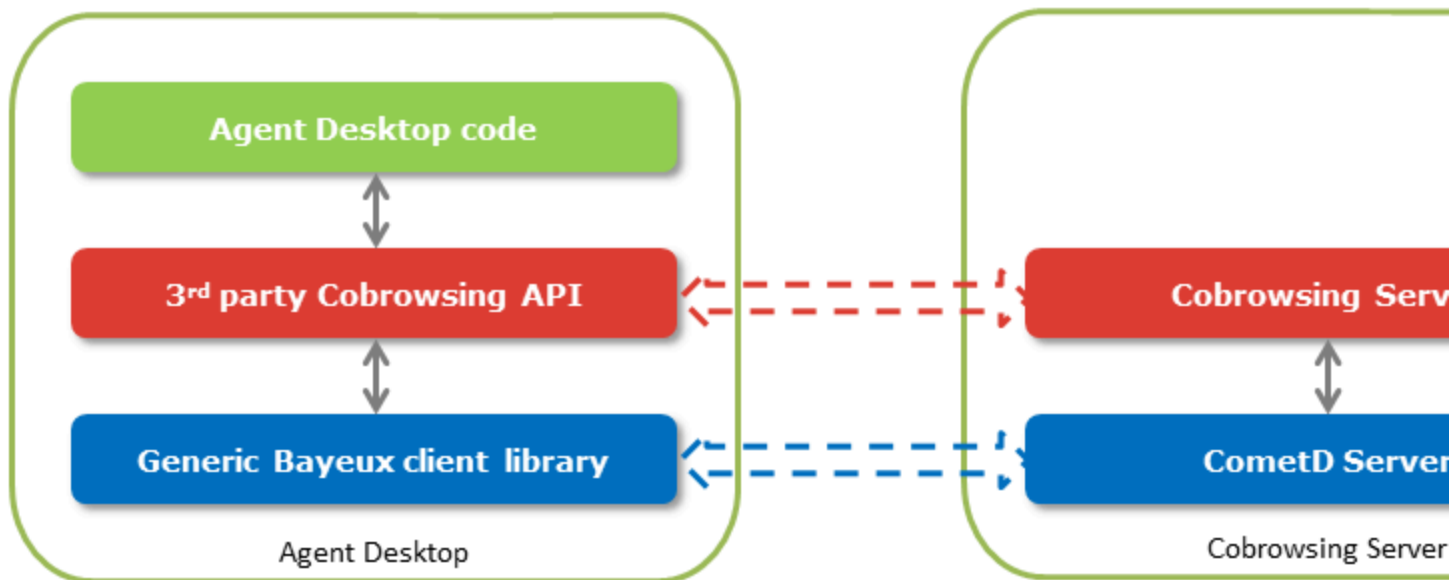 Agent Desktop code
3rd party Cobrowsing API
Cobrowsing Serv
Generic Bayeux client library
CometD Server
Agent Desktop
Cobrowsing Server